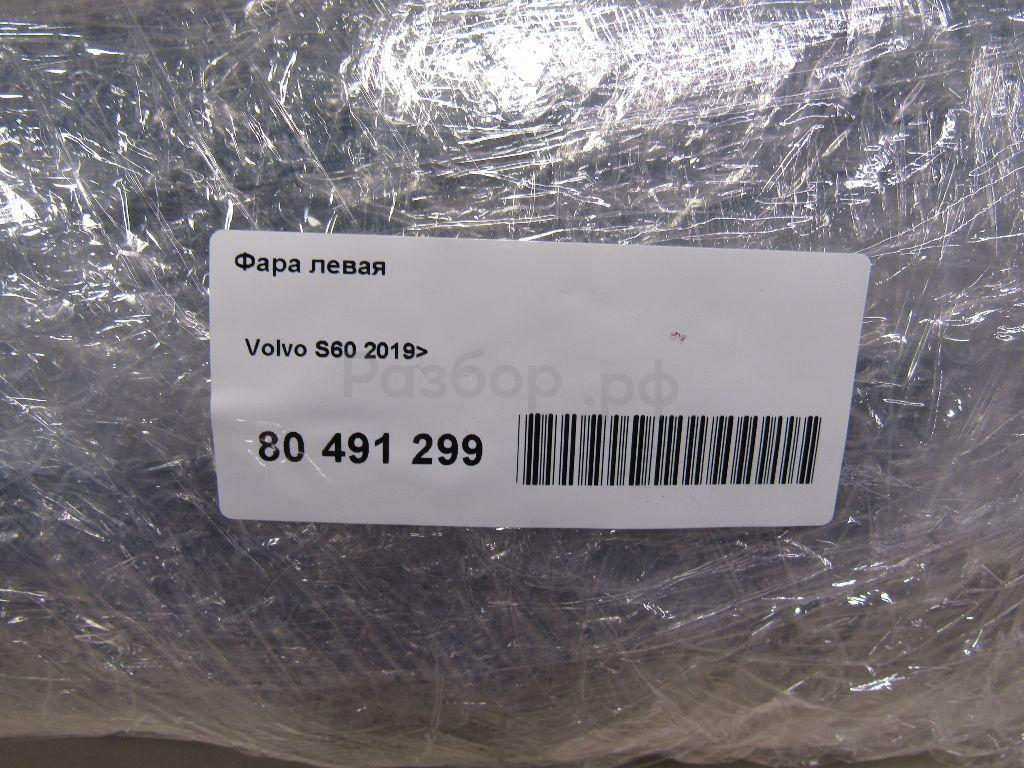 Фара левая
Volvo S60 2019>
Разбор.рф
80 491 299